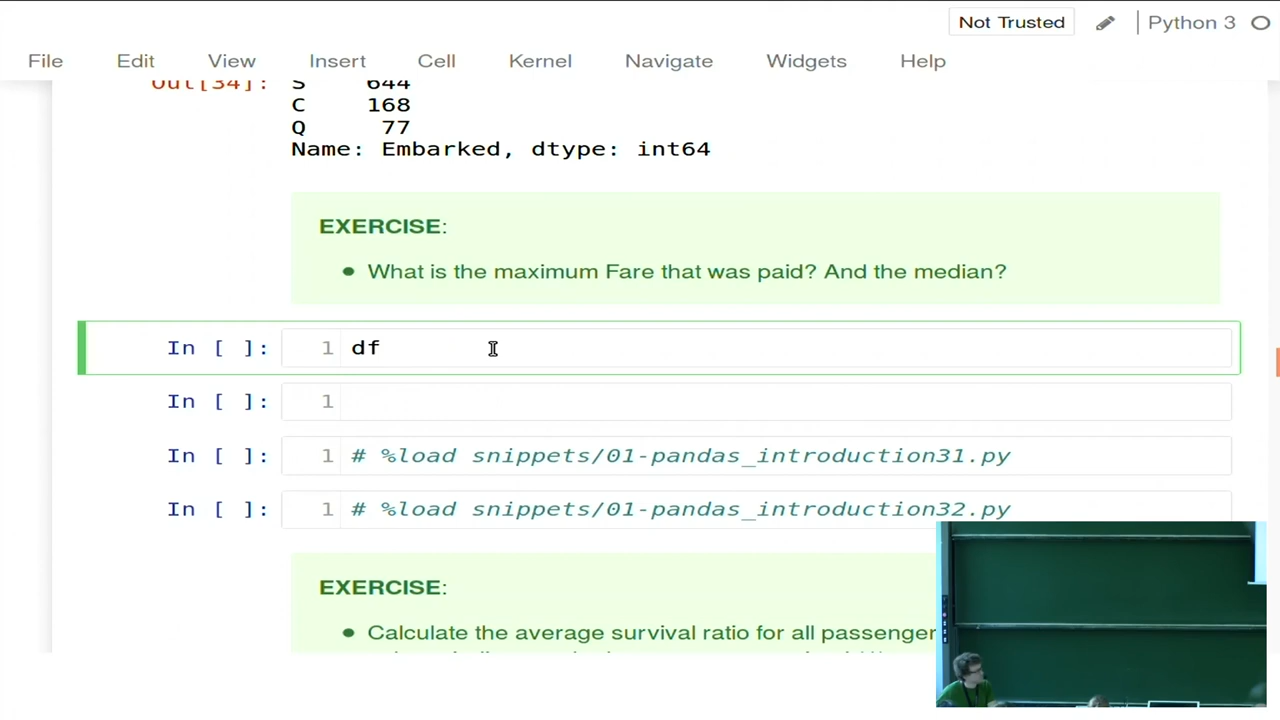 Not Trusted
Python 3
File Edit View Insert Cell Kernel Navigate Widgets Help
Out[34]: S 644
C 168
Q 77
Name: Embarked, dtype: int64
EXERCISE:
• What is the maximum Fare that was paid? And the median?
In [ ]: 1 df
In [ ]: 1
In [ ]: 1 # %load snippets/01-pandas_introduction31.py
In [ ]: 1 # %load snippets/01-pandas_introduction32.py
EXERCISE:
• Calculate the average survival ratio for all passenger